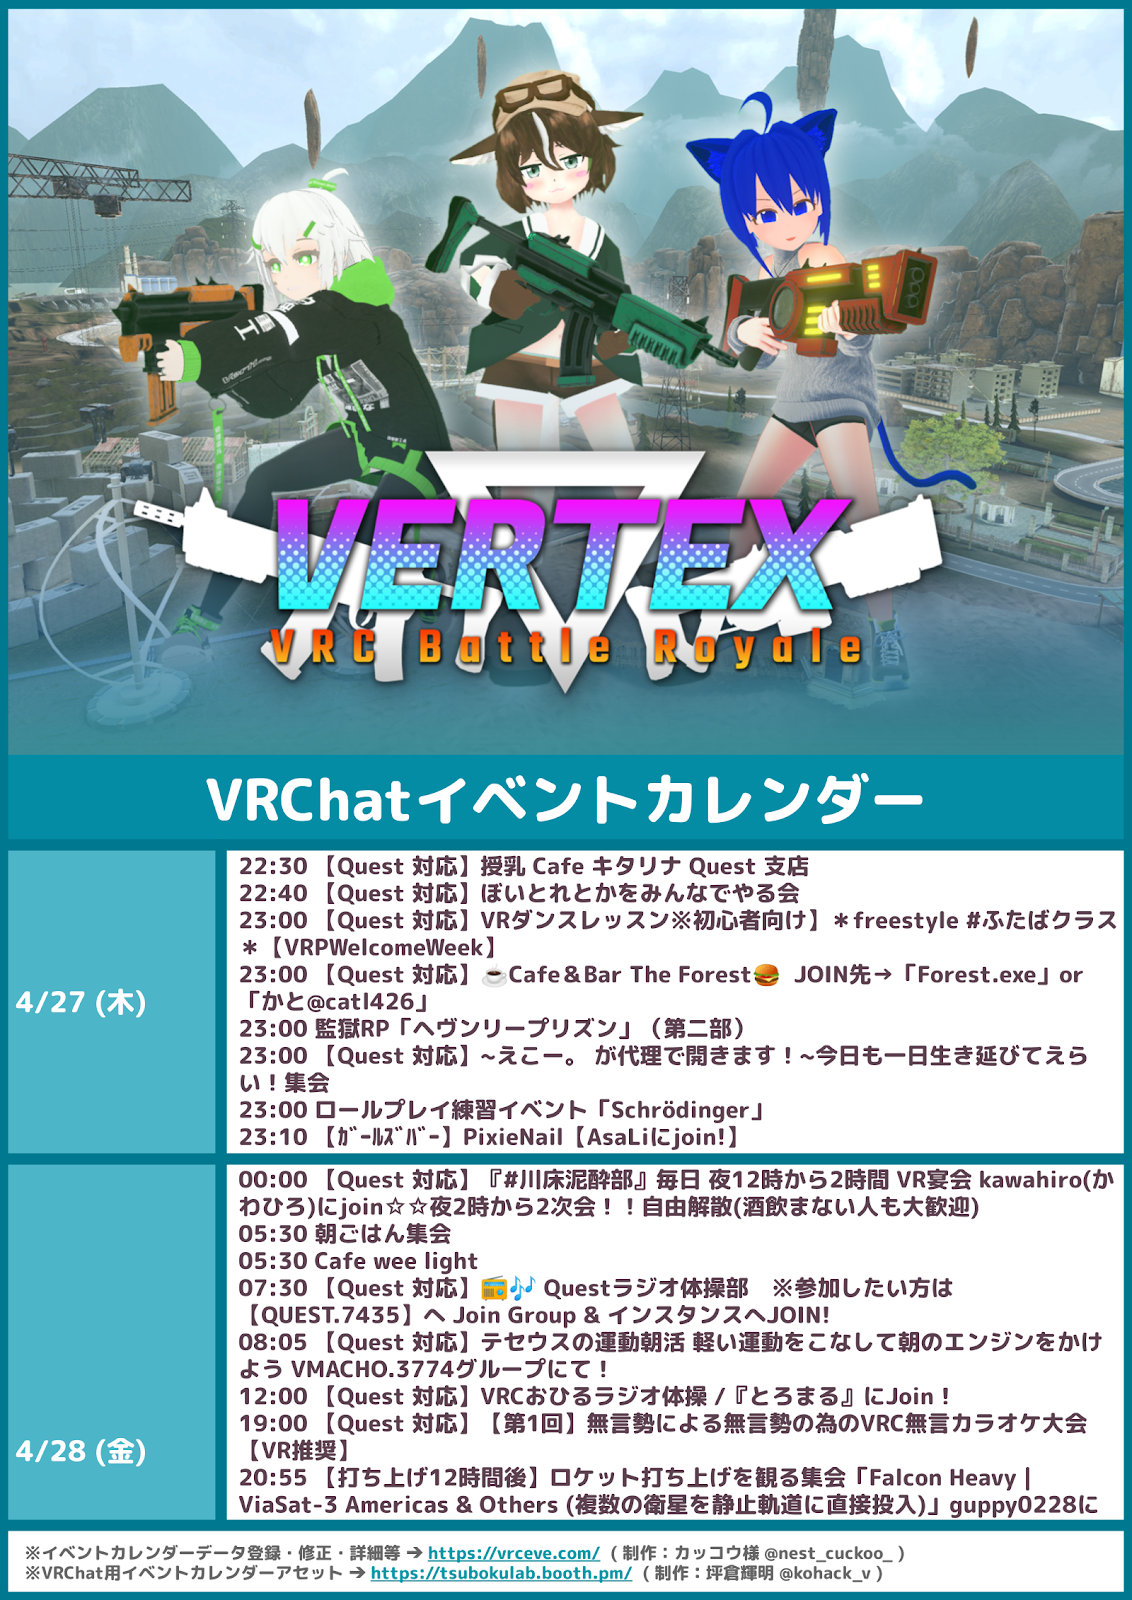 VERTEX
VRC Battle Royale
VRChatイベントカレンダー
4/27 (木)
22:30 【Quest 対応】授乳 Cafe キタリナ Quest 支店
22:40 【Quest 対応】ぼいとれとかをみんなでやる会
23:00 【Quest 対応】VRダンスレッスン※初心者向け】＊freestyle #ふたばクラス
＊【VRPWelcomeWeek】
23:00 【Quest 対応】☕Cafe＆Bar The Forest🍔 JOIN先→「Forest.exe」or
「かと@catl426」
23:00 監獄RP「ヘヴンリープリズン」（第二部）
23:00 【Quest 対応】~えこー。 が代理で開きます！~今日も一日生き延びてえら
い！集会
23:00 ロールプレイ練習イベント「Schrödinger」
23:10 【ｶﾞｰﾙｽﾞﾊﾞｰ】PixieNail【AsaLiにjoin!】
4/28 (金)
00:00 【Quest 対応】『#川床泥酔部』毎日 夜12時から2時間 VR宴会 kawahiro(か
わひろ)にjoin☆☆夜2時から2次会！！自由解散(酒飲まない人も大歓迎)
05:30 朝ごはん集会
05:30 Cafe wee light
07:30 【Quest 対応】📻🎶 Questラジオ体操部　※参加したい方は
【QUEST.7435】へ Join Group & インスタンスへJOIN!
08:05 【Quest 対応】テセウスの運動朝活 軽い運動をこなして朝のエンジンをかけ
よう VMACHO.3774グループにて！
12:00 【Quest 対応】VRCおひるラジオ体操 /『とろまる』にJoin！
19:00 【Quest 対応】【第1回】無言勢による無言勢の為のVRC無言カラオケ大会
【VR推奨】
20:55 【打ち上げ12時間後】ロケット打ち上げを観る集会「Falcon Heavy |
ViaSat-3 Americas & Others (複数の衛星を静止軌道に直接投入)」guppy0228に
※イベントカレンダーデータ登録・修正・詳細等 → https://vrceve.com/ （ 制作：カッコウ様 @nest_cuckoo_ ）
※VRChat用イベントカレンダーアセット → https://tsubokulab.booth.pm/ （ 制作：坪倉輝明 @kohack_v ）